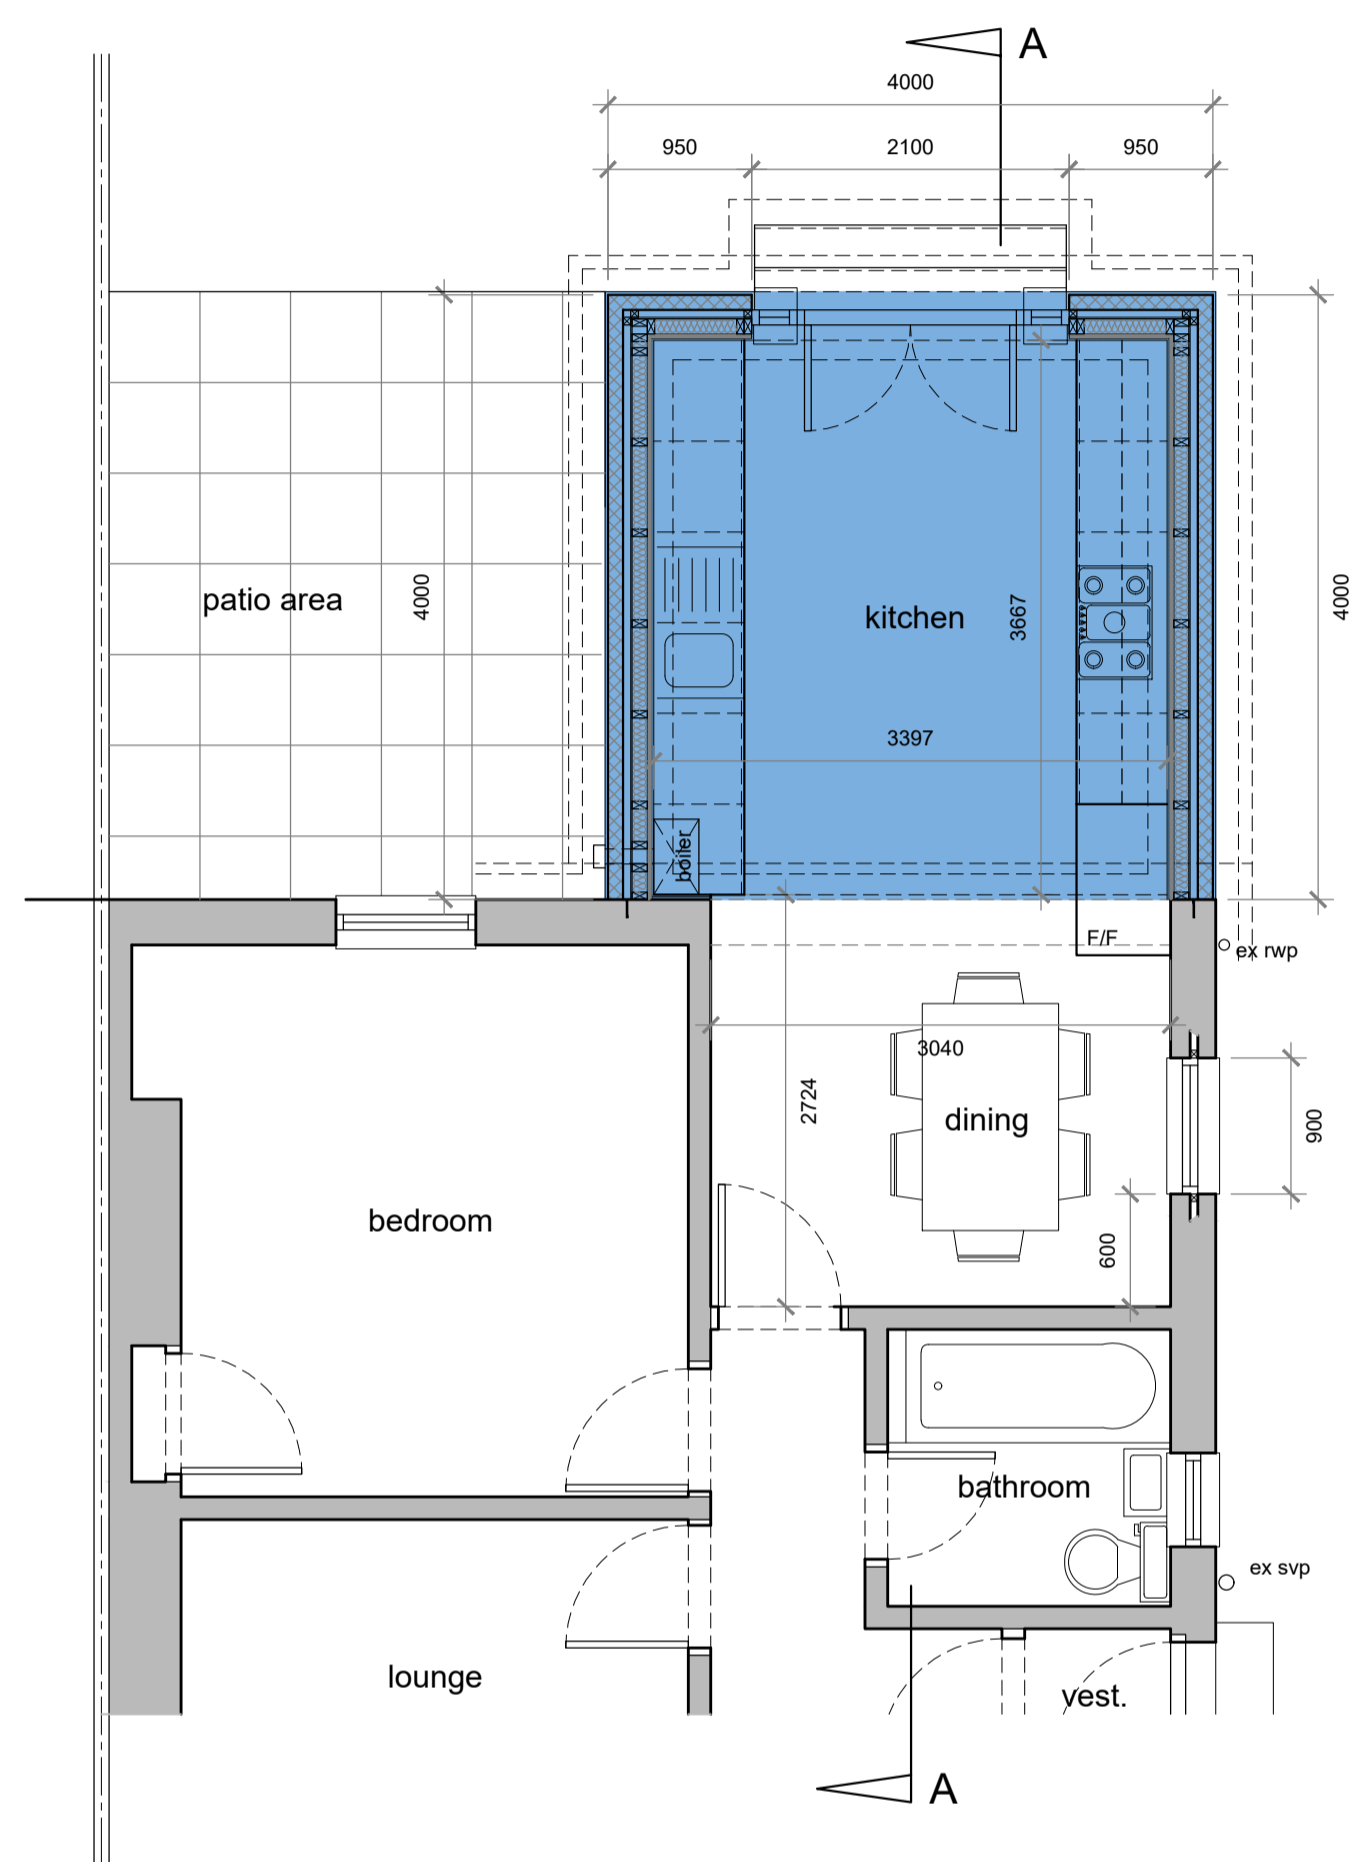 A
4000
950
2100
950
patio area
4000
kitchen
3667
4000
3397
boiler
F/F
ex rwp
3040
2724
dining
900
bedroom
600
bathroom
ex svp
lounge
vest.
A